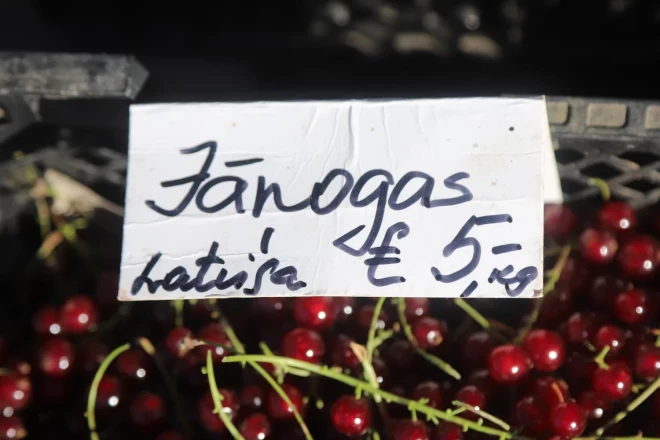 Jānogas
Latvija £ 5,- kg